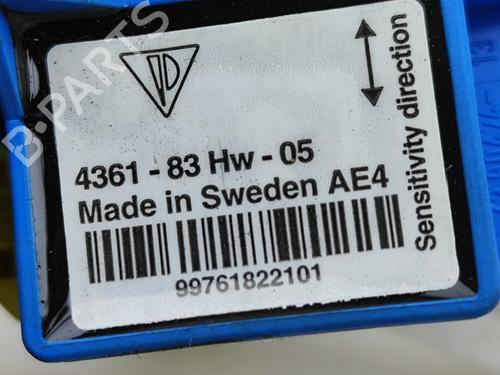 B-PARTS
4361 - 83 Hw - 05
Made in Sweden AE4
99761822101
Sensitivity direction